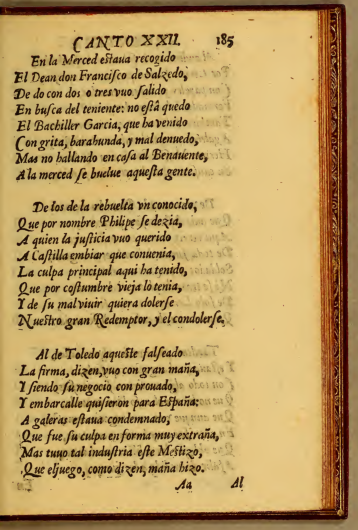 CANTO XXII. 185
En la Merced eſtaua recogido
El Dean don Franciſco de Salzedo,
De do con dos o tres vuo ſalido
En buſca del teniente: no eſtâ quedo
El Bachiller Garcia, que ha venido
Con grita, barahunda, y mal denuedo,
Mas no hallando en caſa al Benauente,
A la merced ſe buelue aqueſta gente.
De los de la rebuelta vn conocido,
Que por nombre Philipe ſe dezia,
A quien la juſticia vuo querido
A Caſtilla embiar que conuenia,
La culpa principal aqui ha tenido,
Que por coſtumbre vieja lo tenia,
Y de ſu mal viuir quiera dolerſe
Nueſtro gran Redemptor, y el condolerſe.
Al de Toledo aqueſte falſeado
La firma, dizen, vuo con gran maña,
Y ſiendo ſu negocio con prouado,
Y embarcalle quiſieron para Eſpaña:
A galeras eſtaua condemnado,
Que fue ſu culpa en forma muy extraña,
Mas tuuo tal induſtria eſte Meſtizo,
Que el juego, como dizen, maña hizo.
Aa Al